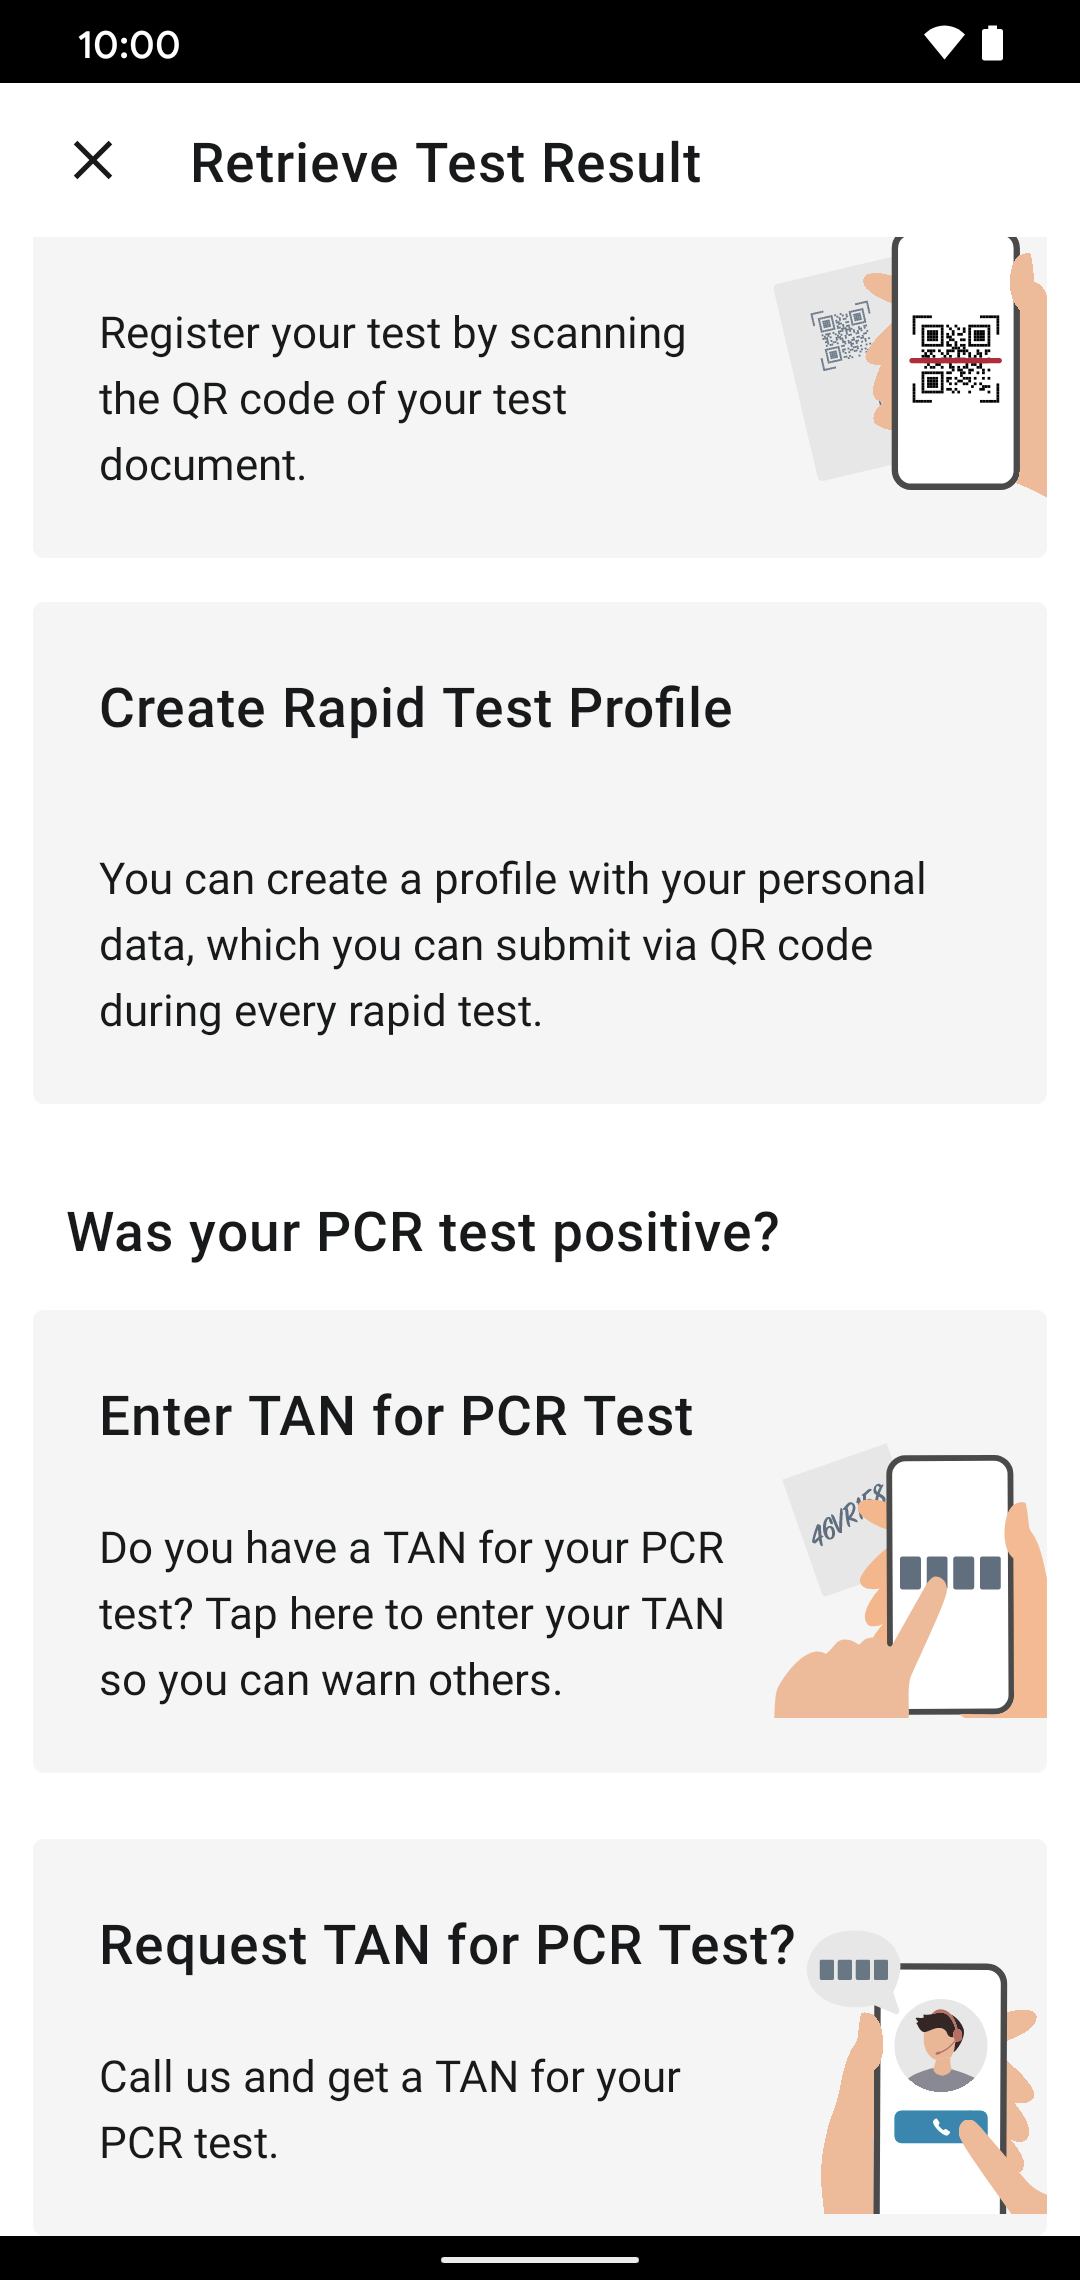 10:00
Retrieve Test Result
Register your test by scanning
the QR code of your test
document.
Create Rapid Test Profile
You can create a profile with your personal
data, which you can submit via QR code
during every rapid test.
Was your PCR test positive?
Enter TAN for PCR Test
Do you have a TAN for your PCR
test? Tap here to enter your TAN
so you can warn others.
Request TAN for PCR Test?
Call us and get a TAN for your
PCR test.